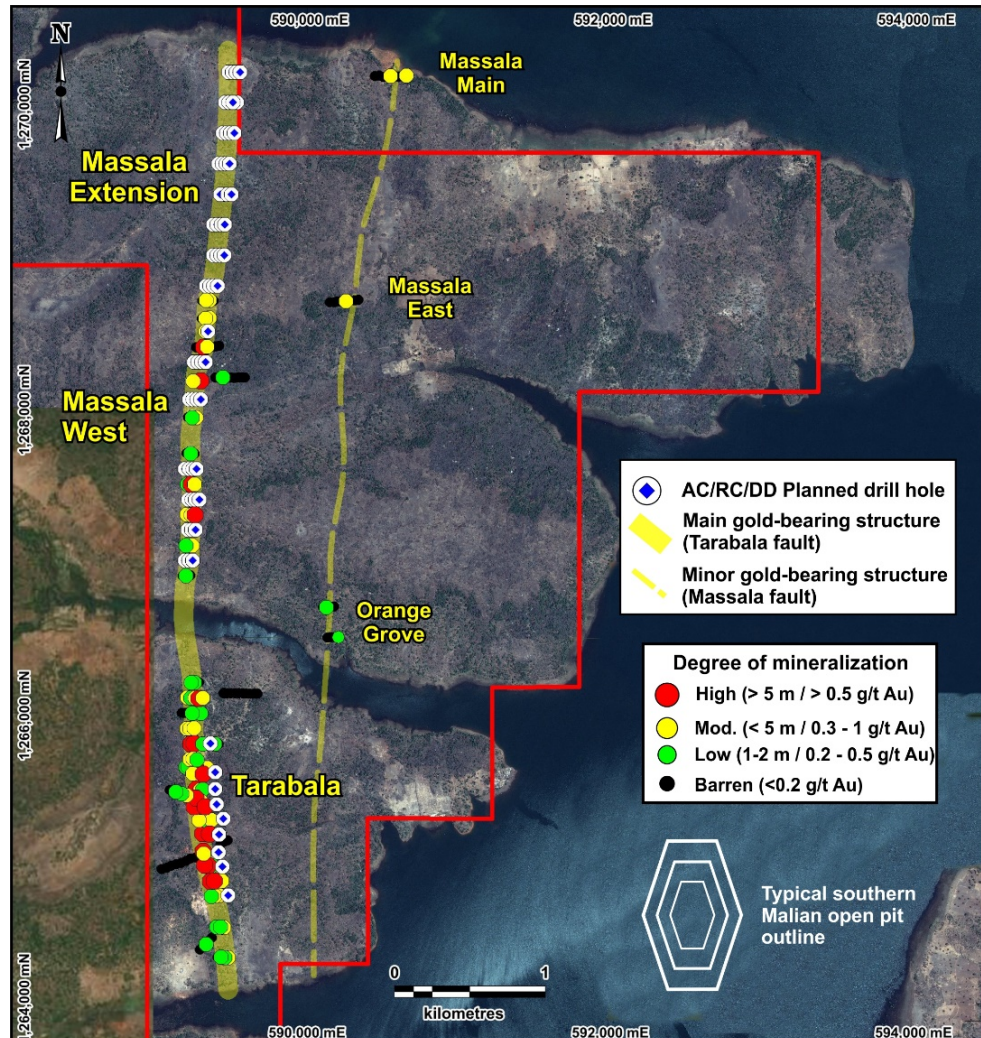 590,000 mE
592,000 mE
594,000 mE
N
1,270,000 mN
1,268,000 mN
1,266,000 mN
1,264,000 mN
Massala
Main
Massala
Extension
Massala
East
Massala
West
Orange
Grove
Tarabala
AC/RC/DD Planned drill hole
Main gold-bearing structure
(Tarabala fault)
Minor gold-bearing structure
(Massala fault)
Degree of mineralization
High (> 5 m / > 0.5 g/t Au)
Mod. (< 5 m / 0.3 - 1 g/t Au)
Low (1-2 m / 0.2 - 0.5 g/t Au)
Barren (<0.2 g/t Au)
Typical southern
Malian open pit
outline
0
1
kilometres
590,000 mE
592,000 mE
594,000 mE